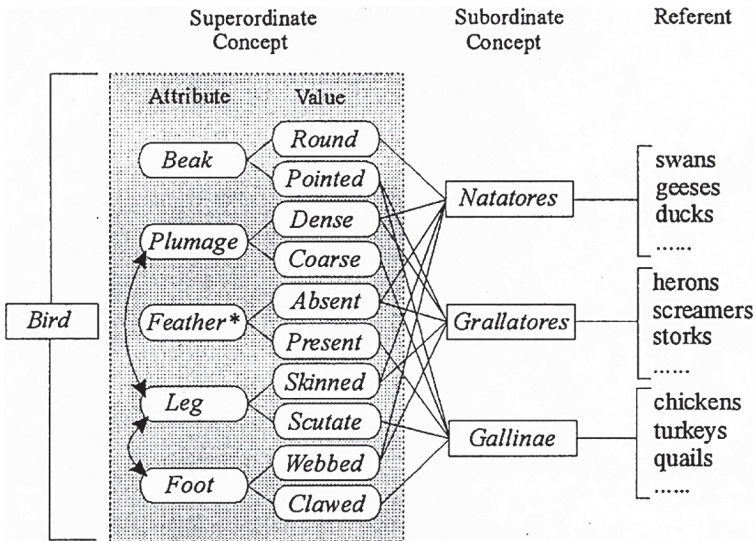 Superordinate Concept
Subordinate Concept
Referent
Attribute
Value
Bird
Beak
Round
Pointed
Plumage
Dense
Coarse
Feather*
Absent
Present
Leg
Skinned
Scutate
Foot
Webbed
Clawed
Natatores
Grallatores
Gallinae
swans
geeses
ducks
......
herons
screamers
storks
......
chickens
turkeys
quails
......